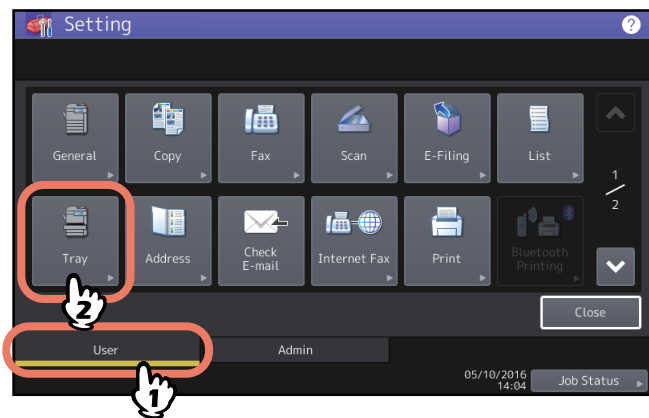 Setting
?
General
Copy
Fax
Scan
E-Filing
List
1
2
Tray
Address
Check
E-mail
Internet Fax
Print
Bluetooth
Printing
2
Close
User
Admin
1
05/10/2016
14:04
Job Status